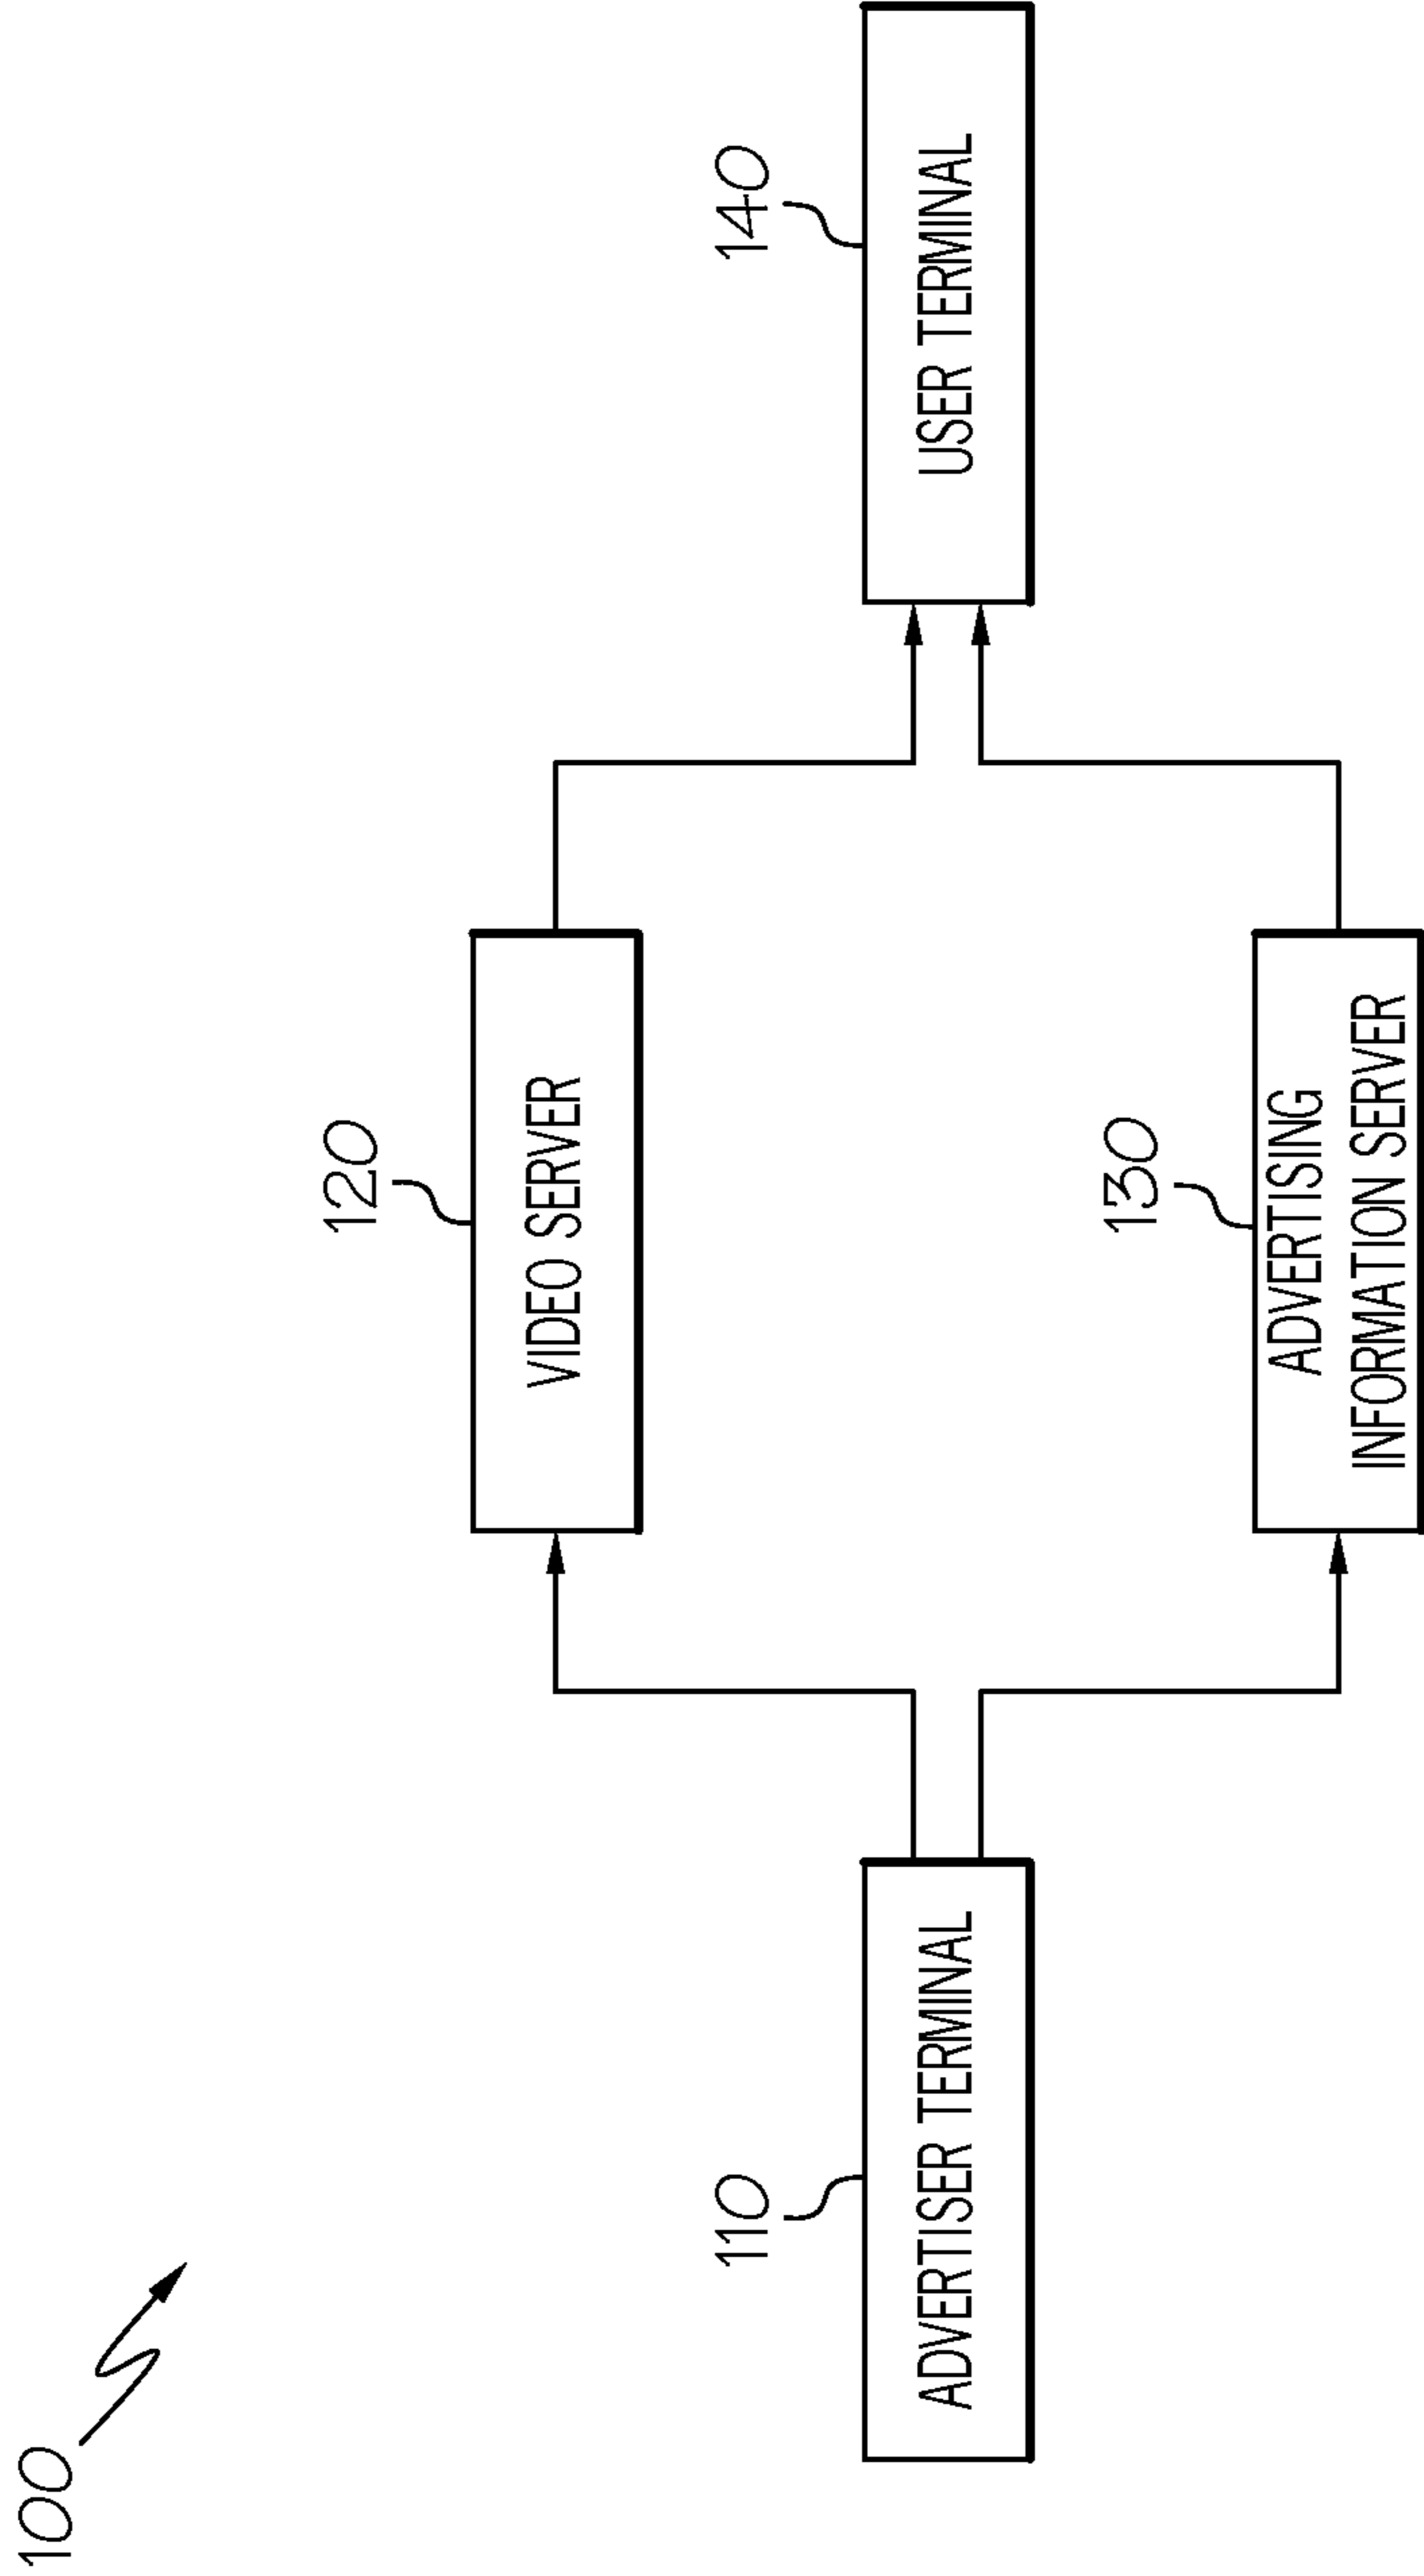 100
120
VIDEO SERVER
110
ADVERTISER TERMINAL
140
USER TERMINAL
130
ADVERTISING
INFORMATION SERVER